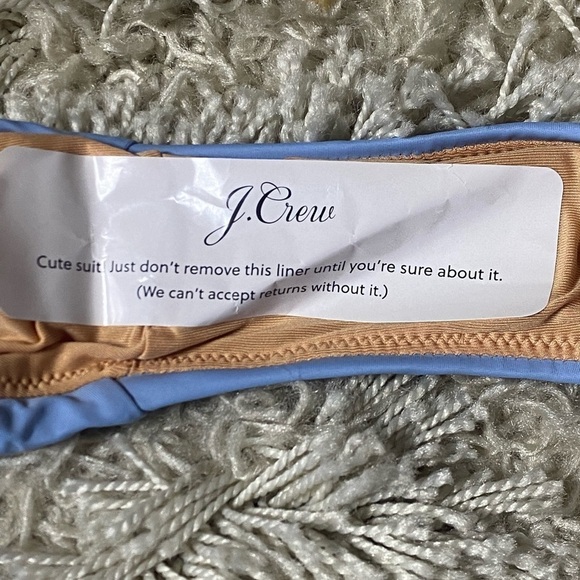 J.Crew
Cute suit! Just don't remove this liner until you're sure about it.
(We can't accept returns without it.)